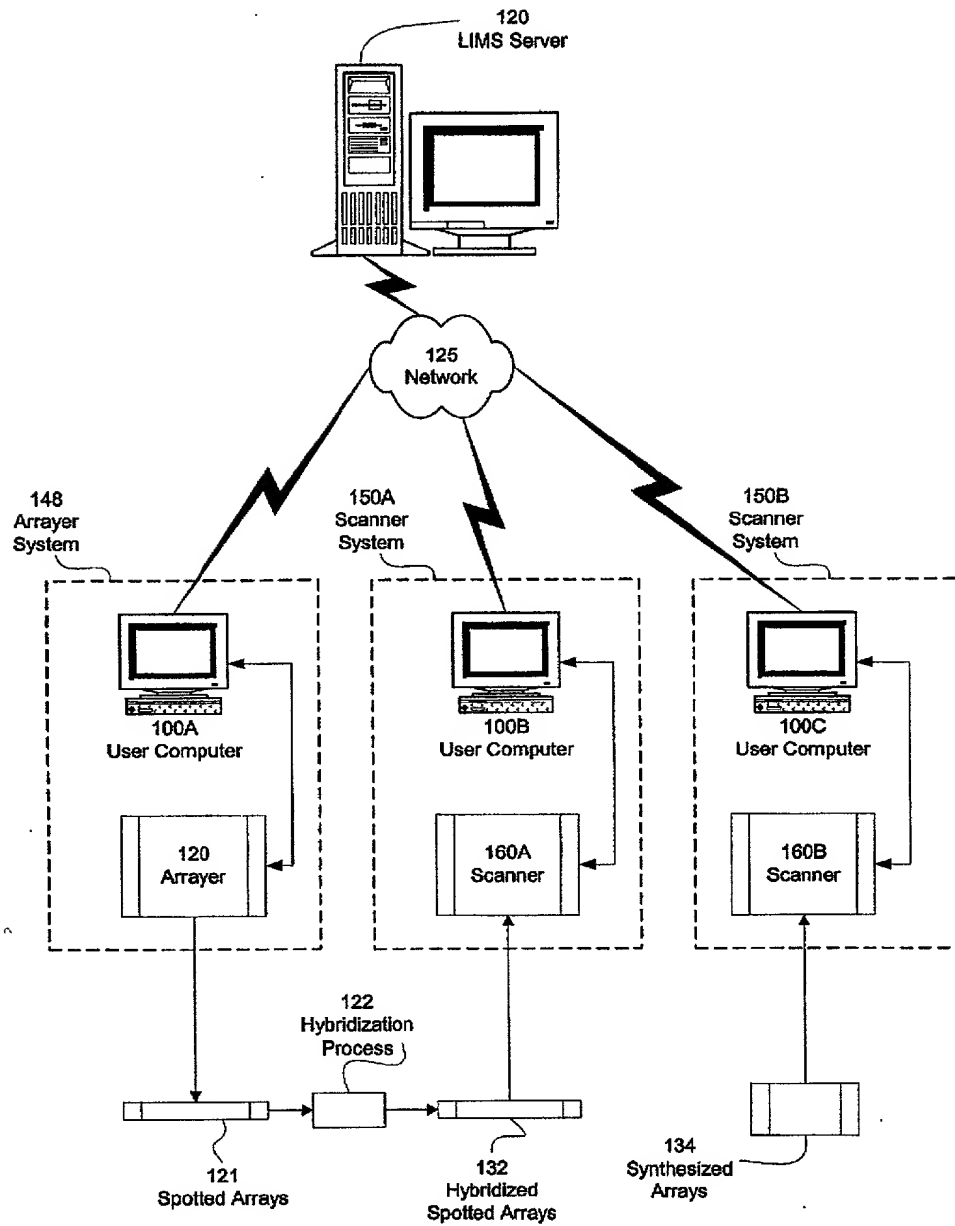 120
LIMS Server
125
Network
148
Arrayer
System
150A
Scanner
System
150B
Scanner
System
100A
User Computer
100B
User Computer
100C
User Computer
120
Arrayer
160A
Scanner
160B
Scanner
122
Hybridization
Process
121
Spotted Arrays
132
Hybridized
Spotted Arrays
134
Synthesized
Arrays